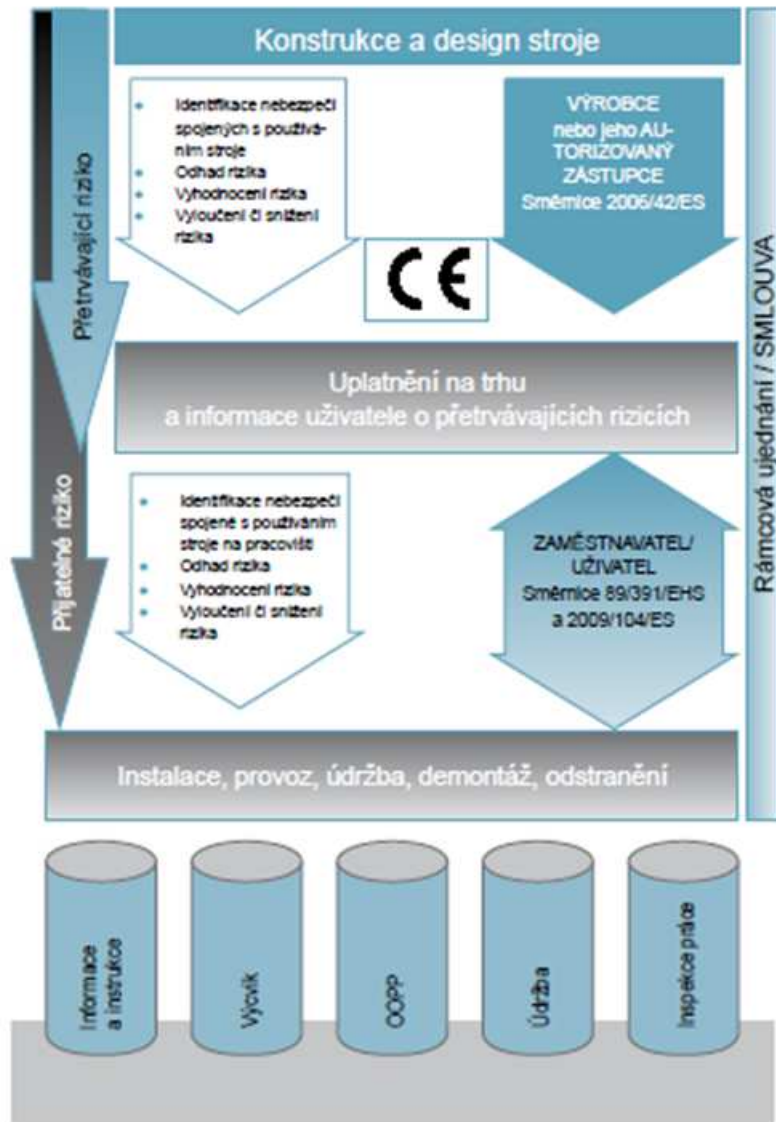 Konstrukce a design stroje
Identifikace nebezpečí
spojených s používá-
ním stroje
Odhad rizika
Vyhodnocení rizika
Vyloučení či snížení
rizika
VÝROBCE
nebo jeho AU-
TORIZOVANÝ
ZÁSTUPCE
Směrnice 2006/42/ES
CE
Přetrvávající riziko
Uplatnění na trhu
a informace uživatele o přetrvávajících rizicích
Identifikace nebezpečí
spojené s používáním
stroje na pracovišti
Odhad rizika
Vyhodnocení rizika
Vyloučení či snížení
rizika
ZAMĚSTNAVATEL/
UŽIVATEL
Směrnice 89/391/EHS
a 2009/104/ES
Přijatelné riziko
Rámcová ujednání / SMLOUVA
Instalace, provoz, údržba, demontáž, odstranění
Informace
a instrukce
Výcvik
OOPP
Údržba
Inspekce práce